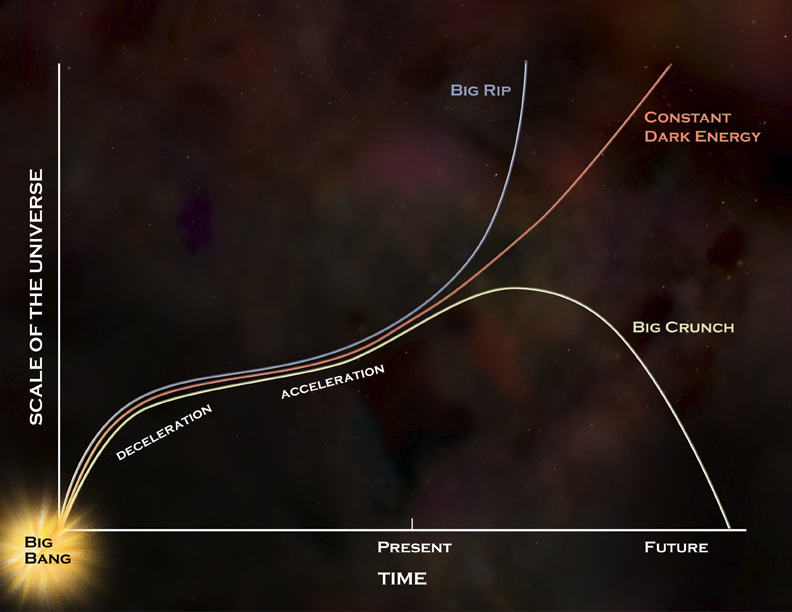 BIG RIP
CONSTANT
DARK ENERGY
BIG CRUNCH
SCALE OF THE UNIVERSE
ACCELERATION
DECELERATION
BIG
BANG
PRESENT
FUTURE
TIME